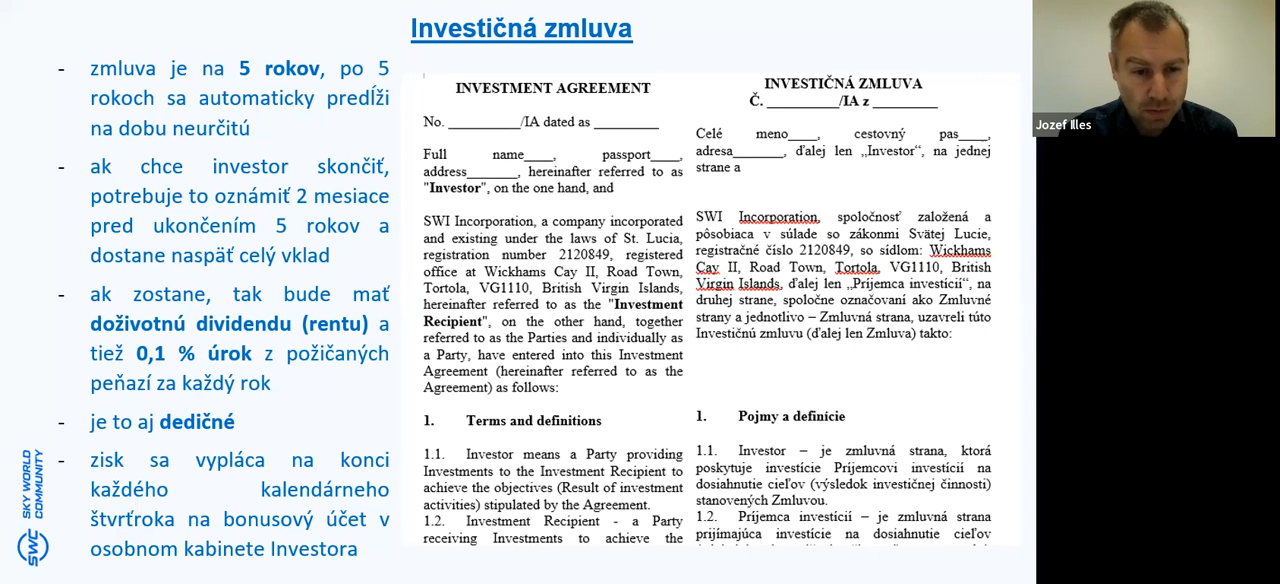 Investičná zmluva
- zmluva je na 5 rokov, po 5
rokoch sa automaticky predĺži
na dobu neurčitú
- ak chce investor skončiť,
potrebuje to oznámiť 2 mesiace
pred ukončením 5 rokov a
dostane naspäť celý vklad
- ak zostane, tak bude mať
doživotnú dividendu (rentu) a
tiež 0,1 % úrok z požičaných
peňazí za každý rok
- je to aj dedičné
- zisk sa vypláca na konci
každého kalendárneho
štvrťroka na bonusový účet v
osobnom kabinete Investora
SWC SKY WORLD
COMMUNITY
INVESTMENT AGREEMENT
No. __________/IA dated as _________
Full name____, passport____,
address_______, hereinafter referred to as
"Investor", on the one hand, and
SWI Incorporation, a company incorporated
and existing under the laws of St. Lucia,
registration number 2120849, registered
office at Wickhams Cay II, Road Town,
Tortola, VG1110, British Virgin Islands,
hereinafter referred to as the "Investment
Recipient", on the other hand, together
referred to as the Parties and individually as
a Party, have entered into this Investment
Agreement (hereinafter referred to as the
Agreement) as follows:
1. Terms and definitions
1.1. Investor means a Party providing
Investments to the Investment Recipient to
achieve the objectives (Result of investment
activities) stipulated by the Agreement.
1.2. Investment Recipient - a Party
receiving Investments to achieve the
INVESTIČNÁ ZMLUVA
Č. __________/IA z _________
Celé meno____, cestovný pas____,
adresa_______, ďalej len „Investor“, na jednej
strane a
SWI Incorporation, spoločnosť založená a
pôsobiaca v súlade so zákonmi Svätej Lucie,
registračné číslo 2120849, so sídlom: Wickhams
Cay II, Road Town, Tortola, VG1110, British
Virgin Islands, ďalej len „Príjemca investícií“, na
druhej strane, spoločne označovaní ako Zmluvné
strany a jednotlivo – Zmluvná strana, uzavreli túto
Investičnú zmluvu (ďalej len Zmluva) takto:
1. Pojmy a definície
1.1. Investor – je zmluvná strana, ktorá
poskytuje investície Príjemcovi investícií na
dosiahnutie cieľov (výsledok investičnej činnosti)
stanovených Zmluvou.
1.2. Príjemca investícií – je zmluvná strana
prijímajúca investície na dosiahnutie cieľov
Jozef Illes